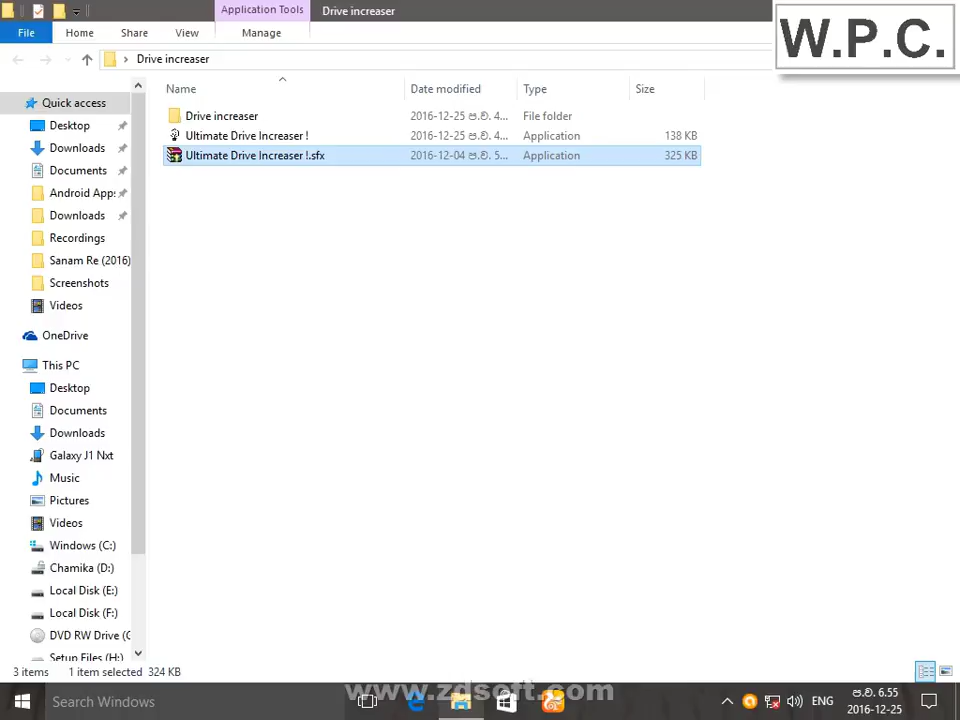 Application Tools
Drive increaser
W.P.C.
File
Home
Share
View
Manage
Drive increaser
Name
Date modified
Type
Size
Quick access
Desktop
Downloads
Documents
Android App:
Downloads
Recordings
Sanam Re (2016)
Screenshots
Videos
OneDrive
This PC
Desktop
Documents
Downloads
Galaxy J1 Nxt
Music
Pictures
Videos
Windows (C:)
Chamika (D:)
Local Disk (E:)
Local Disk (F:)
DVD RW Drive (G
Setup Files (H:)
Drive increaser 2016-12-25 ප.ව. 4... File folder
Ultimate Drive Increaser ! 2016-12-25 ප.ව. 4... Application 138 KB
Ultimate Drive Increaser !.sfx 2016-12-04 ප.ව. 5... Application 325 KB
3 items 1 item selected 324 KB
www.zdsoft.com
Search Windows
ENG
ප.ව. 6.55
2016-12-25